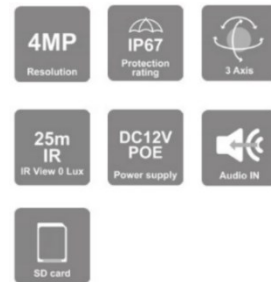 4MP
Resolution
IP67
Protection
rating
3 Axis
25m
IR
IR View 0 Lux
DC12V
POE
Power supply
Audio IN
SD card